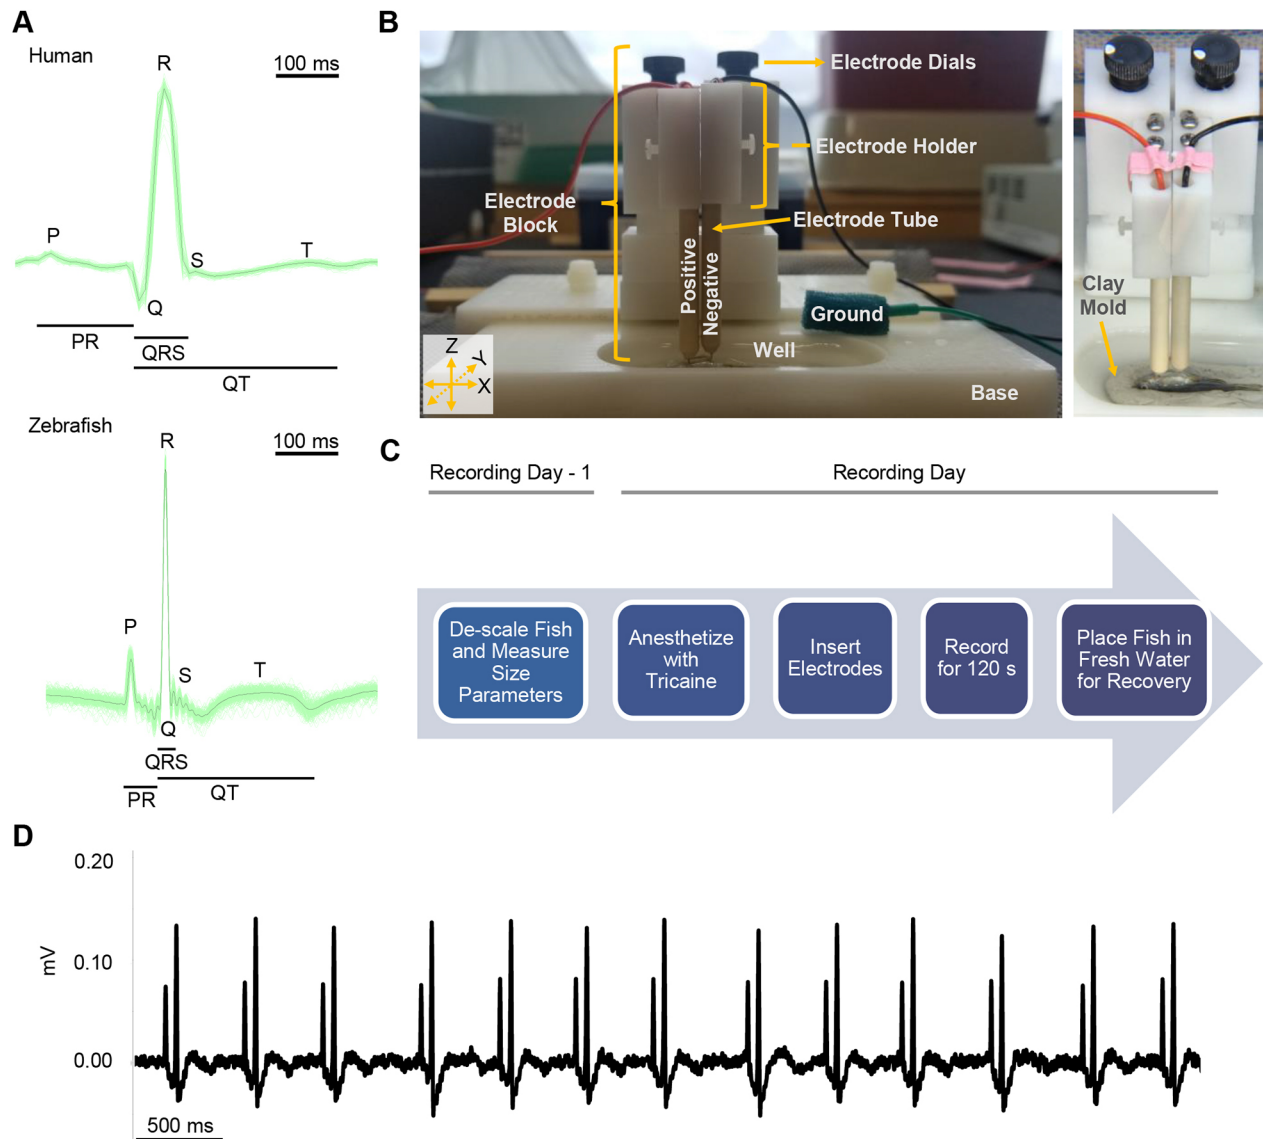 A
Human
R
100 ms
P
S
T
Q
PR
QRS
QT
Zebrafish
R
100 ms
P
S
T
Q
QRS
PR
QT
B
Electrode Dials
Electrode Holder
Electrode
Block
Electrode Tube
Positive
Negative
Ground
Well
Base
Z
Y
X
Clay
Mold
C
Recording Day - 1
Recording Day
De-scale Fish
and Measure
Size
Parameters
Anesthetize
with
Tricaine
Insert
Electrodes
Record
for 120 s
Place Fish in
Fresh Water
for Recovery
D
0.20
mV
0.10
0.00
500 ms